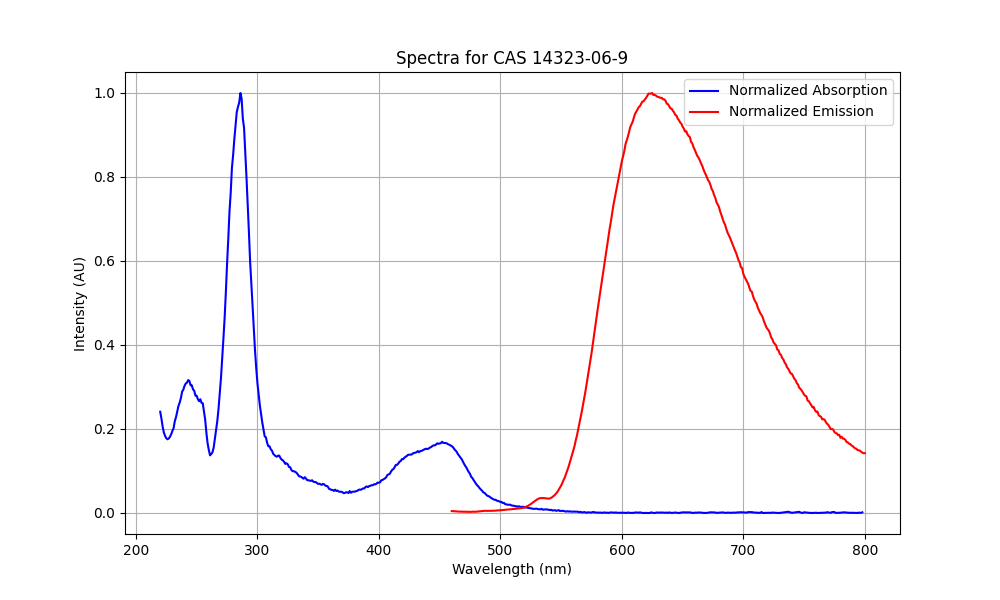 Spectra for CAS 14323-06-9
Normalized Absorption
Normalized Emission
1.0
0.8
0.6
0.4
0.2
0.0
Intensity (AU)
200 300 400 500 600 700 800
Wavelength (nm)